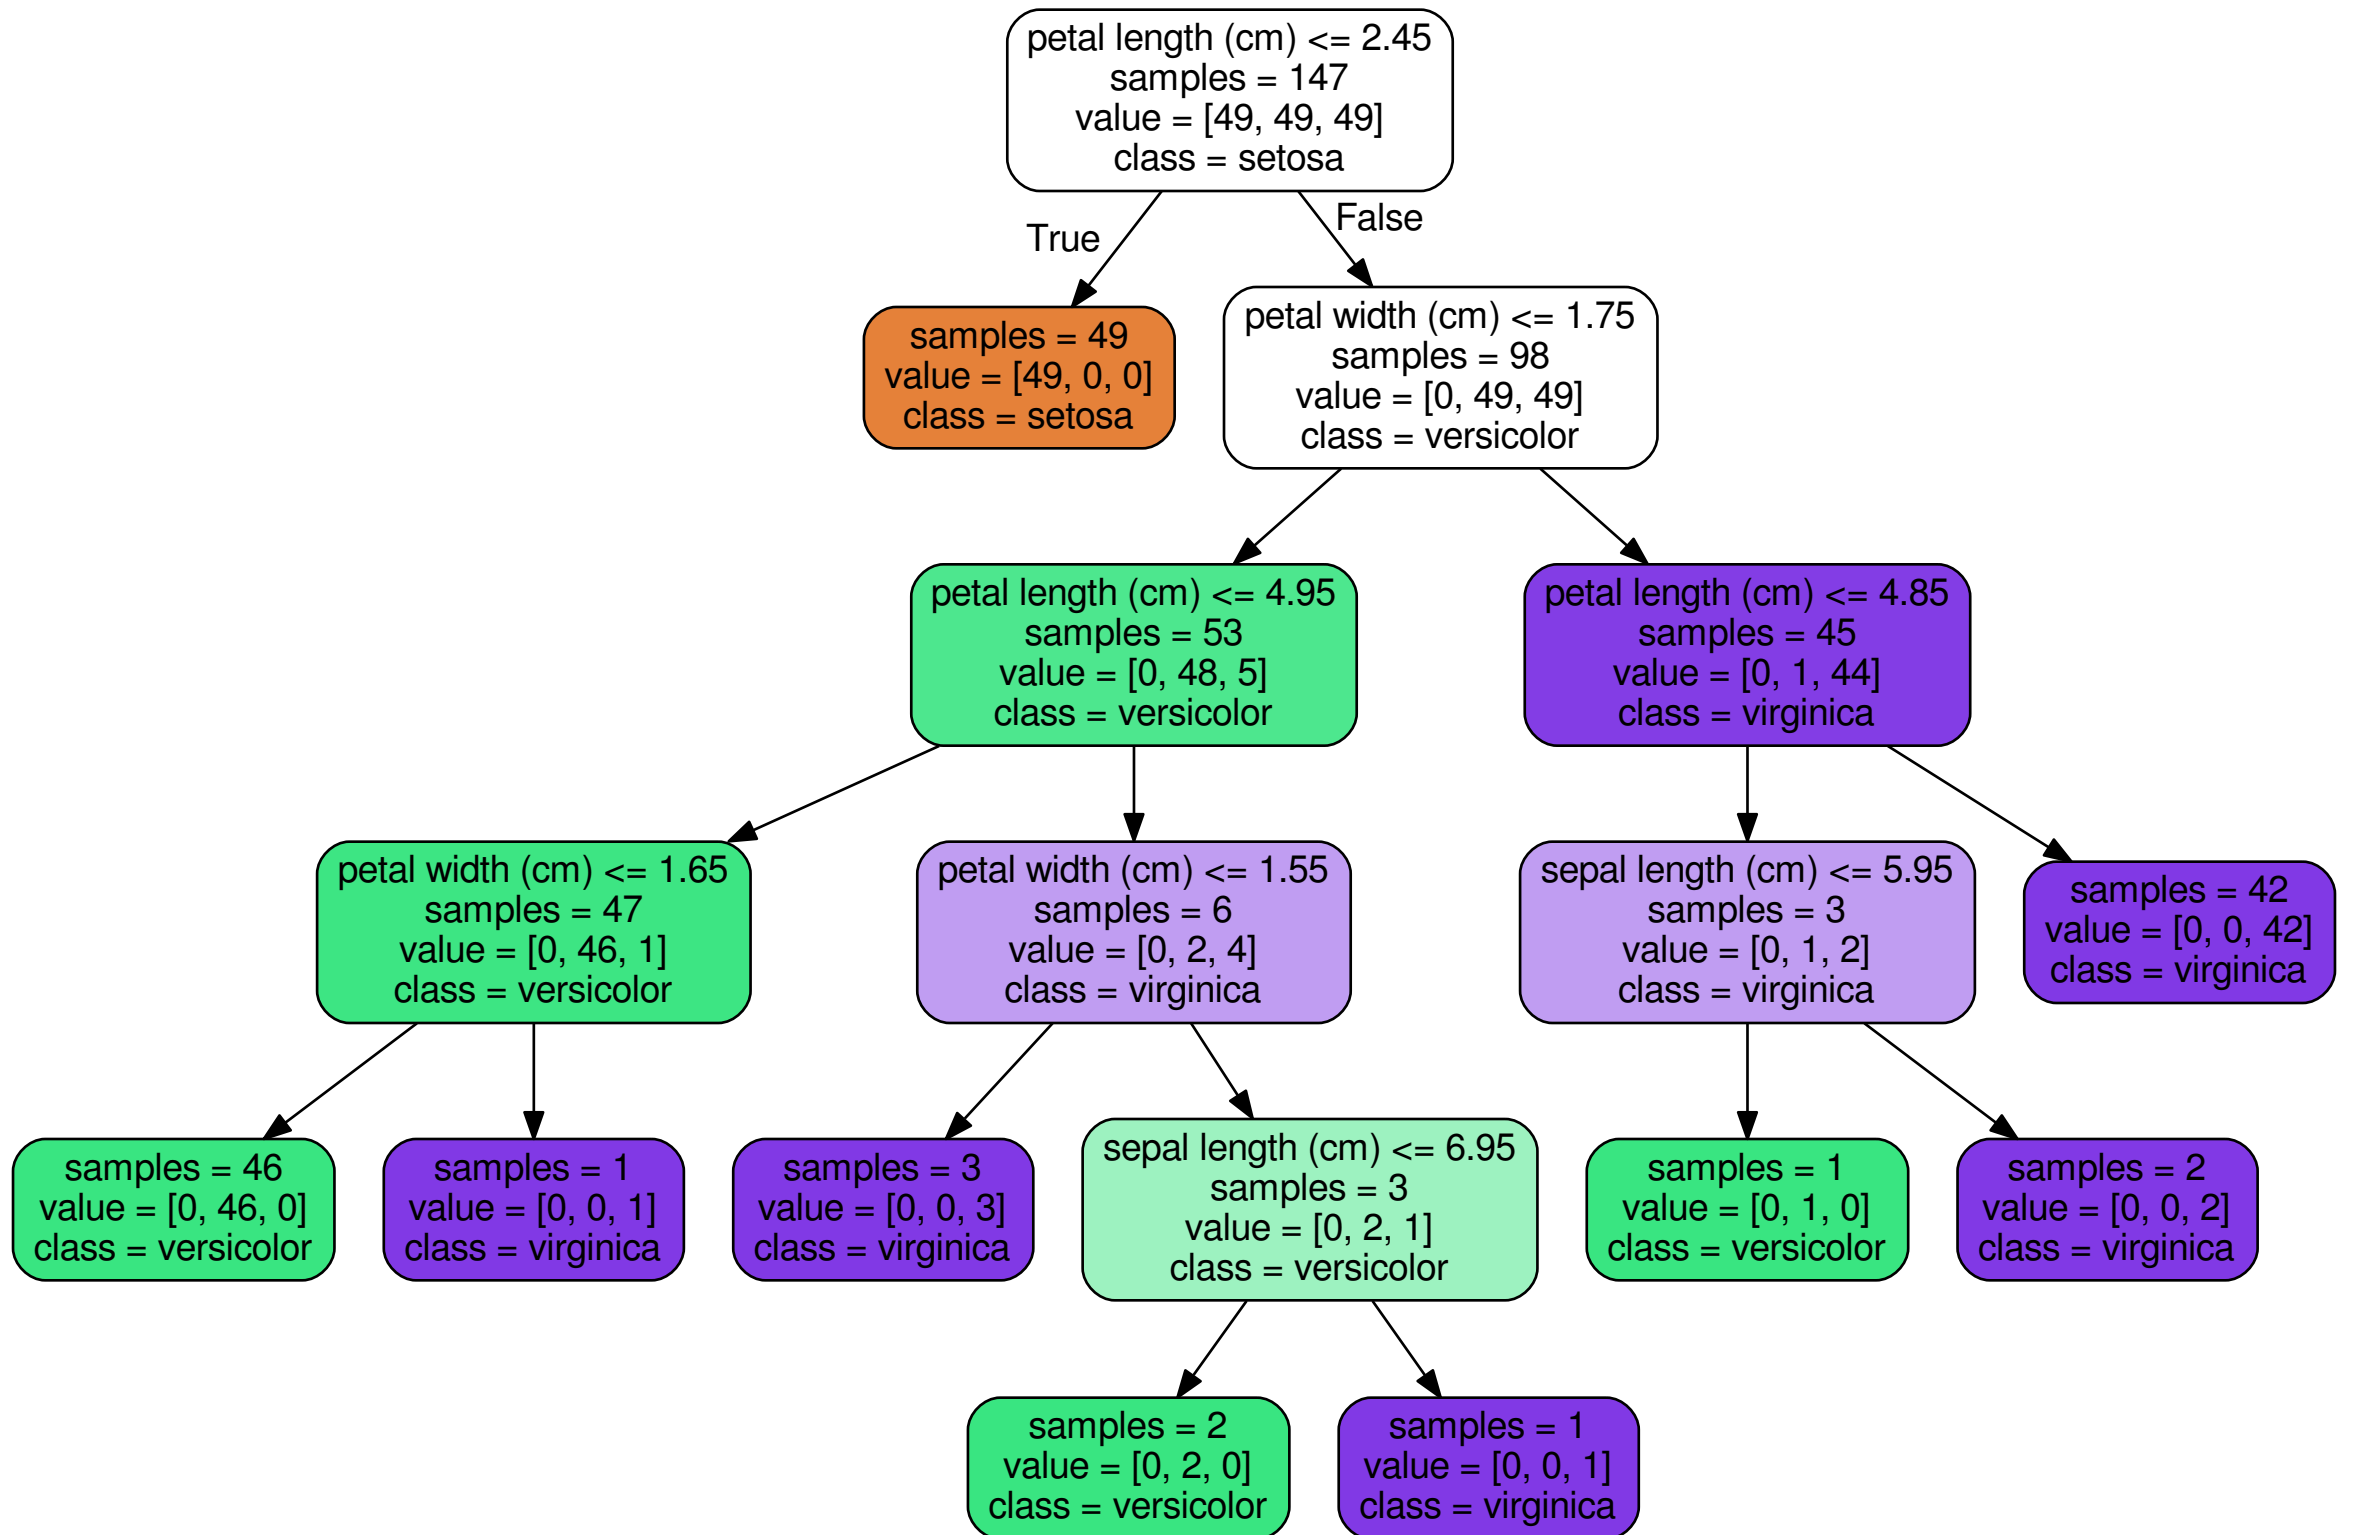 petal length (cm) <= 2.45
samples = 147
value = [49, 49, 49]
class = setosa
True
False
samples = 49
value = [49, 0, 0]
class = setosa
petal width (cm) <= 1.75
samples = 98
value = [0, 49, 49]
class = versicolor
petal length (cm) <= 4.95
samples = 53
value = [0, 48, 5]
class = versicolor
petal length (cm) <= 4.85
samples = 45
value = [0, 1, 44]
class = virginica
petal width (cm) <= 1.65
samples = 47
value = [0, 46, 1]
class = versicolor
petal width (cm) <= 1.55
samples = 6
value = [0, 2, 4]
class = virginica
sepal length (cm) <= 5.95
samples = 3
value = [0, 1, 2]
class = virginica
samples = 42
value = [0, 0, 42]
class = virginica
samples = 46
value = [0, 46, 0]
class = versicolor
samples = 1
value = [0, 0, 1]
class = virginica
samples = 3
value = [0, 0, 3]
class = virginica
sepal length (cm) <= 6.95
samples = 3
value = [0, 2, 1]
class = versicolor
samples = 1
value = [0, 1, 0]
class = versicolor
samples = 2
value = [0, 0, 2]
class = virginica
samples = 2
value = [0, 2, 0]
class = versicolor
samples = 1
value = [0, 0, 1]
class = virginica